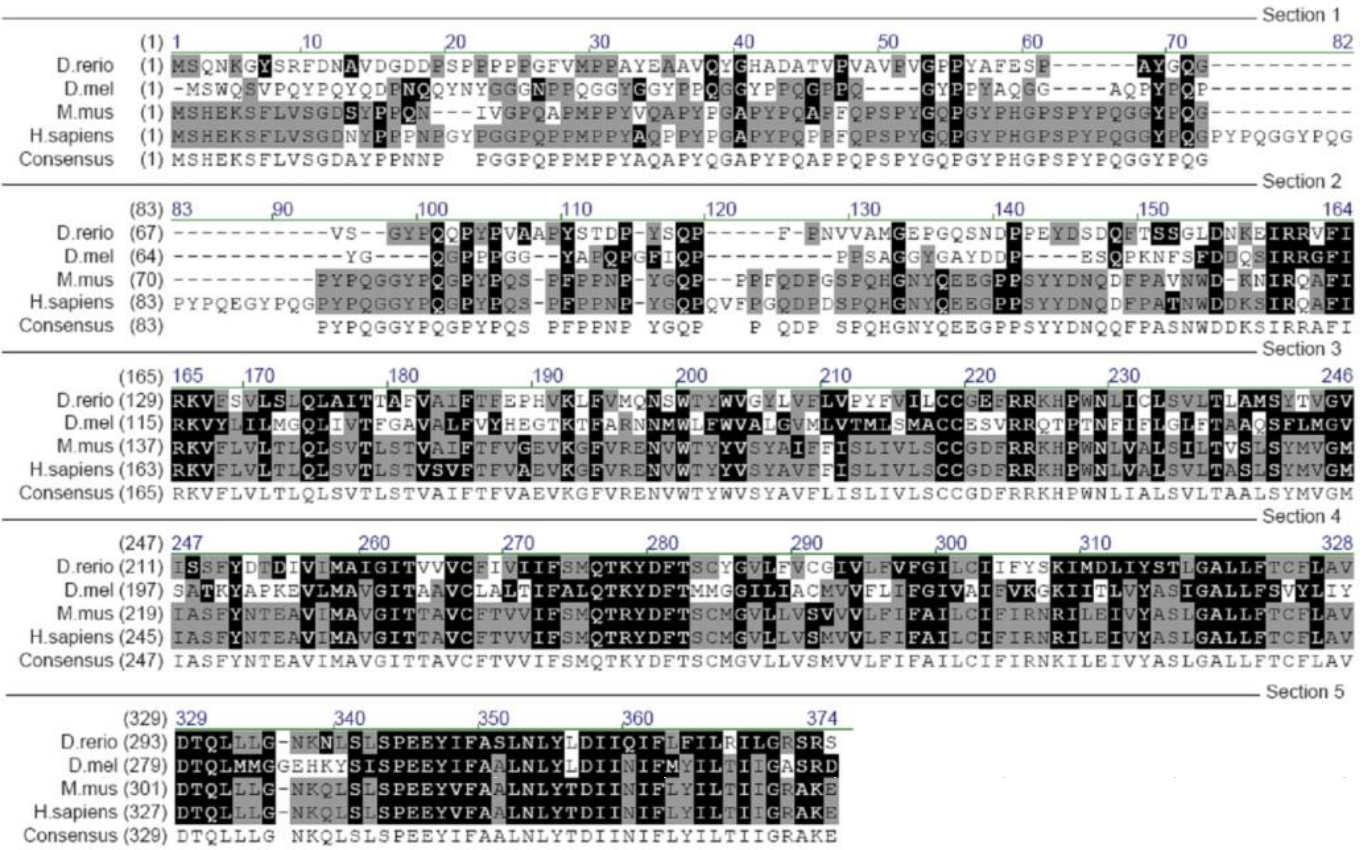 Section 1
(1) 1 10 20 30 40 50 60 70 82
D.rerio (1) MSQNKGYSRFDNAVDGDDPSPPPPPGFVMPPAYEAAVQYGHADATVPVAVPVGPPYAFESP------AYGQG----------
D.mel (1) -MSWQSVPQYPQYQDPNQQYNYGGGNPPQGGYGGYPPQGGYPPQGPPQ----GYPPYAQGG----AQPYPQP----------
M.mus (1) MSHEKSFLVSGDSYPPQN---IVGPQAPMPPYVQAPYPGAPYPQAPFQPSPYGQPGYPHGPSPYPQGGYPQG----------
H.sapiens (1) MSHEKSFLVSGDNYPPPNPGYPGGPQPPMPPYAQPPYPGAPYPQPPFQPSPYGQPGYPHGPSPYPQGGYPQGPYPQGGYPQG
Consensus (1) MSHEKSFLVSGDAYPPNNP PGGPQPPMPPYAQAPYQGAPYPQAPPQPSPYGQPGYPHGPSPYPQGGYPQG
Section 2
(83) 83 90 100 110 120 130 140 150 164
D.rerio (67) -----------VS--GYPQQPYPVAAPYSTDP-YSQP-----F-PNVVAMGEPGQSNDPPEYDSDQFTSSGLDNKEIRRVFI
D.mel (64) ------------YG----QGPPPGG--YAPQPGFIQP----------PPSAGGYGAYDDP----ESQPKNFSFDDQSIRRGFI
M.mus (70) ----------PYPQGGYPQGPYPQS-PFPPNP-YGQP--PPFQDPGSPQHGNYQEEGPPSYYDNQDFPAVNWD-KNIRQAFI
H.sapiens (83) PYPQEGYPQGPYPQGGYPQGPYPQS-PFPPNP-YGQPQVFPGQDPDSPQHGNYQEEGPPSYYDNQDFPATNWDDKSIRQAFI
Consensus (83) PYPQGGYPQGPYPQS PFPPNP YGQP P QDP SPQHGNYQEEGPPSYYDNQQFPASNWDDKSIRRAFI
Section 3
(165) 165 170 180 190 200 210 220 230 246
D.rerio (129) RKVFSVLSLQLAITTAFVAIFTFEPHVKLFVMQNSWTYWVGYLVFLVPYFVILCCGEFRRKHPWNLICLSVLTLAMSYTVGV
D.mel (115) RKVYLILMGQLIVTFGAVALFVYHEGTKTFARNNMWLFWVALGVMLVTMLSMACCESVRRQTPTNFIFLGLFTAAQSFLMGV
M.mus (137) RKVFLVLTLQLSVTLSTVAIFTFVGEVKGFVRENVWTYYVSYAIFFISLIVLSCCGDFRRKHPWNLVALSILTVSLSYMVGM
H.sapiens (163) RKVFLVLTLQLSVTLSTVSVFTFVAEVKGFVRENVWTYYVSYAVFFISLIVLSCCGDFRRKHPWNLVALSVLTASLSYMVGM
Consensus (165) RKVFLVLTLQLSVTLSTVAIFTFVAEVKGFVRENVWTYWVSYAVFLISLIVLSCCGDFRRKHPWNLIALSVLTAALSYMVGM
Section 4
(247) 247 260 270 280 290 300 310 328
D.rerio (211) ISSFYDTDIVIMAIGITVVVCFIVIIFSMQTKYDFTSCYGVLFVCGIVLFVFGILCIIFYSKIMDLIYSTLGALLFTCFLAV
D.mel (197) SATKYAPKEVLMAVGITAAVCLALTIFALQTKYDFTMMGGILIACMVVFLIFGIVAIFVKGKIITLVYASIGALLFSVYLIY
M.mus (219) IASFYNTEAVIMAVGITTAVCFTVVIFSMQTRYDFTSCMGVLLVSVVVLFIFAILCIFIRNRILEIVYASLGALLFTCFLAV
H.sapiens (245) IASFYNTEAVIMAVGITTAVCFTVVIFSMQTRYDFTSCMGVLLVSMVVLFIFAILCIFIRNRILEIVYASLGALLFTCFLAV
Consensus (247) IASFYNTEAVIMAVGITTAVCFTVVIFSMQTKYDFTSCMGVLLVSMVVLFIFAILCIFIRNKILEIVYASLGALLFTCFLAV
Section 5
(329) 329 340 350 360 374
D.rerio (293) DTQLLLG-NKNLSLSPEEYIFASLNLYLDIIQIFLFILRILGRSRS
D.mel (279) DTQLMMGGEHKYSISPEEYIFAALNLYLDIINIFMYILTIIGASRD
M.mus (301) DTQLLLG-NKQLSLSPEEYVFAALNLYTDIINIFLYILTIIGRAKE
H.sapiens (327) DTQLLLG-NKQLSLSPEEYVFAALNLYTDIINIFLYILTIIGRAKE
Consensus (329) DTQLLLG NKQLSLSPEEYIFAALNLYTDIINIFLYILTIIGRAKE